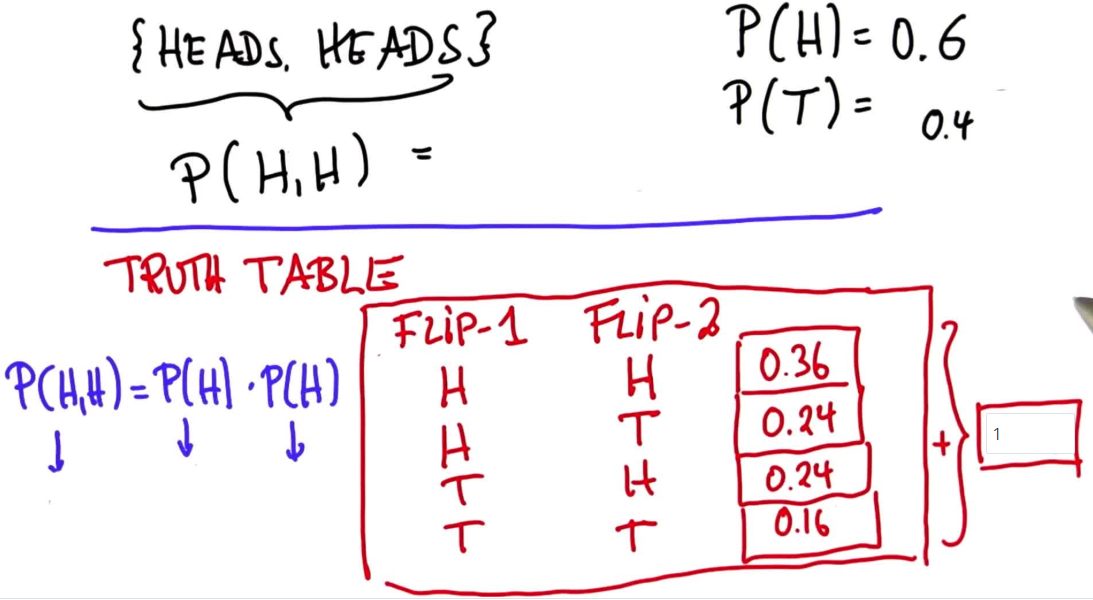 {HEADS, HEADS}
P(H,H) =
P(H) = 0.6
P(T) = 0.4
TRUTH TABLE
FLIP-1 FLIP-2
H H 0.36
H T 0.24
T H 0.24
T T 0.16
P(H,H) = P(H) · P(H)
↓ ↓ ↓
+ 1